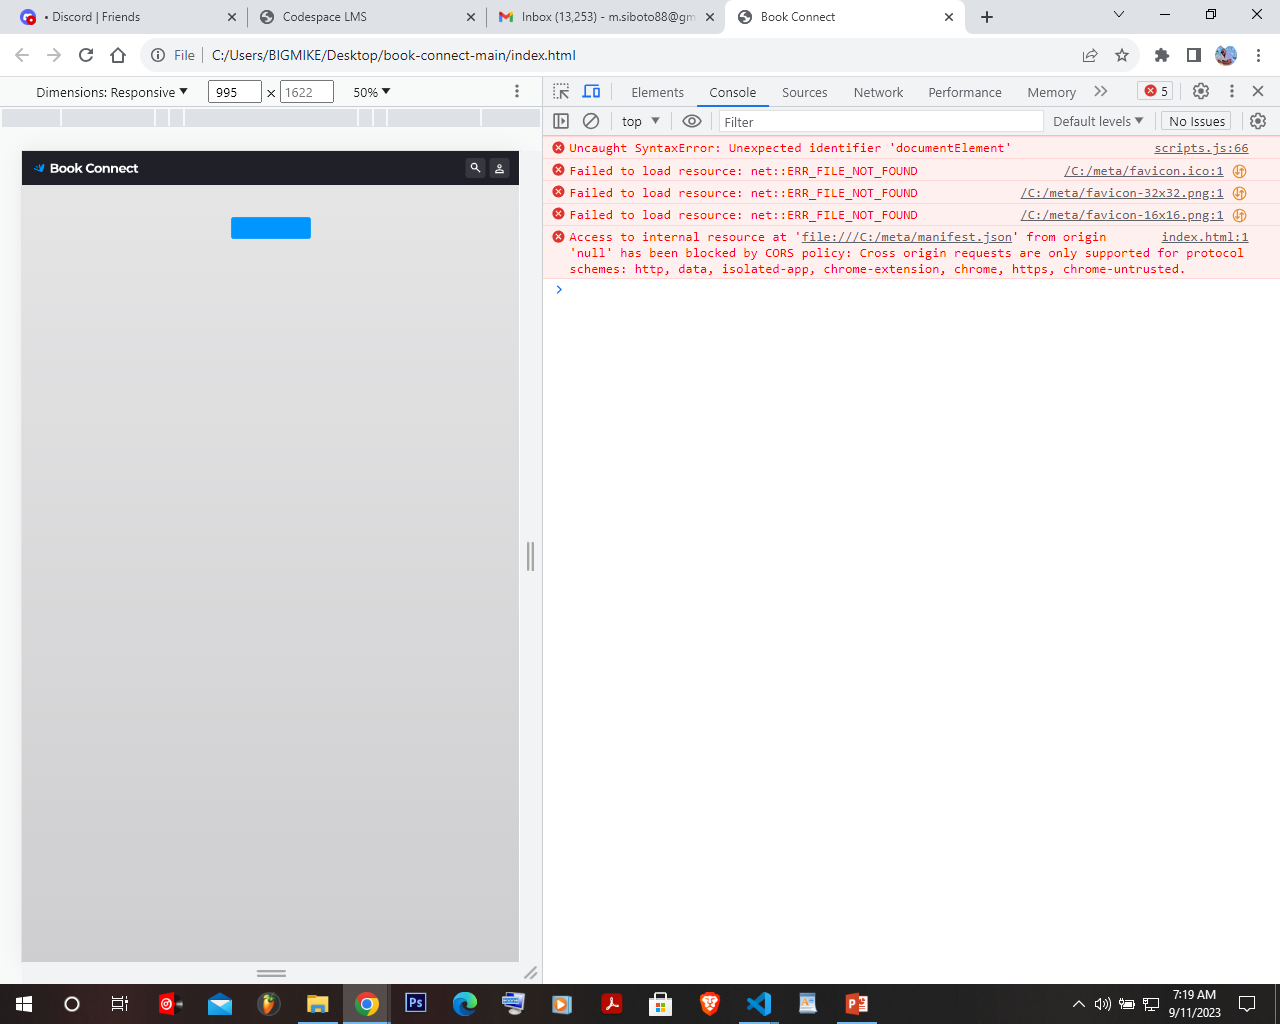 • Discord | Friends
Codespace LMS
Inbox (13,253) - m.siboto88@gm
Book Connect
File
C:/Users/BIGMIKE/Desktop/book-connect-main/index.html
Dimensions: Responsive
995
×
1622
50%
Elements
Console
Sources
Network
Performance
Memory
5
top
Filter
Default levels
No Issues
Book Connect
Uncaught SyntaxError: Unexpected identifier 'documentElement'
scripts.js:66
Failed to load resource: net::ERR_FILE_NOT_FOUND
/C:/meta/favicon.ico:1
Failed to load resource: net::ERR_FILE_NOT_FOUND
/C:/meta/favicon-32x32.png:1
Failed to load resource: net::ERR_FILE_NOT_FOUND
/C:/meta/favicon-16x16.png:1
Access to internal resource at 'file:///C:/meta/manifest.json' from origin
index.html:1
'null' has been blocked by CORS policy: Cross origin requests are only supported for protocol
schemes: http, data, isolated-app, chrome-extension, chrome, https, chrome-untrusted.
Ps
7:19 AM
9/11/2023